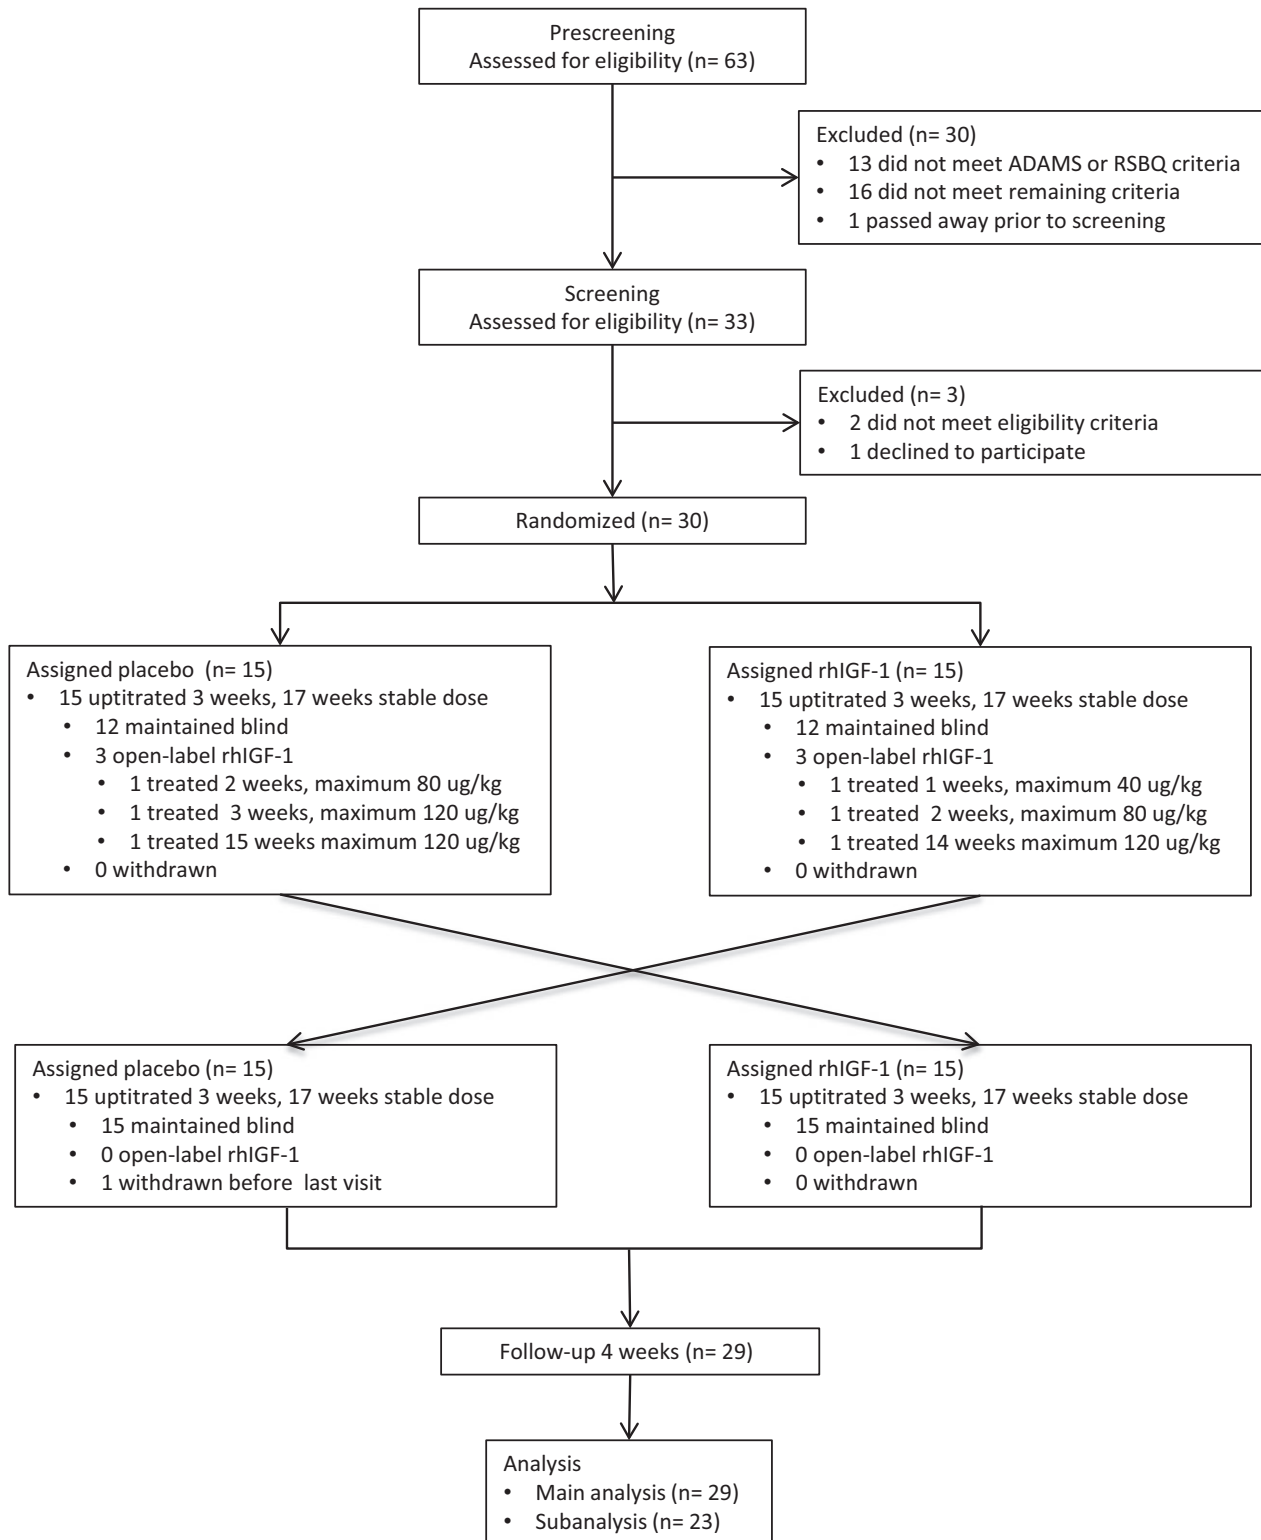 Prescreening
Assessed for eligibility (n= 63)
Excluded (n= 30)
• 13 did not meet ADAMS or RSBQ criteria
• 16 did not meet remaining criteria
• 1 passed away prior to screening
Screening
Assessed for eligibility (n= 33)
Excluded (n= 3)
• 2 did not meet eligibility criteria
• 1 declined to participate
Randomized (n= 30)
Assigned placebo (n= 15)
• 15 uptitrated 3 weeks, 17 weeks stable dose
• 12 maintained blind
• 3 open-label rhIGF-1
• 1 treated 2 weeks, maximum 80 ug/kg
• 1 treated 3 weeks, maximum 120 ug/kg
• 1 treated 15 weeks maximum 120 ug/kg
• 0 withdrawn
Assigned rhIGF-1 (n= 15)
• 15 uptitrated 3 weeks, 17 weeks stable dose
• 12 maintained blind
• 3 open-label rhIGF-1
• 1 treated 1 weeks, maximum 40 ug/kg
• 1 treated 2 weeks, maximum 80 ug/kg
• 1 treated 14 weeks maximum 120 ug/kg
• 0 withdrawn
Assigned placebo (n= 15)
• 15 uptitrated 3 weeks, 17 weeks stable dose
• 15 maintained blind
• 0 open-label rhIGF-1
• 1 withdrawn before last visit
Assigned rhIGF-1 (n= 15)
• 15 uptitrated 3 weeks, 17 weeks stable dose
• 15 maintained blind
• 0 open-label rhIGF-1
• 0 withdrawn
Follow-up 4 weeks (n= 29)
Analysis
• Main analysis (n= 29)
• Subanalysis (n= 23)